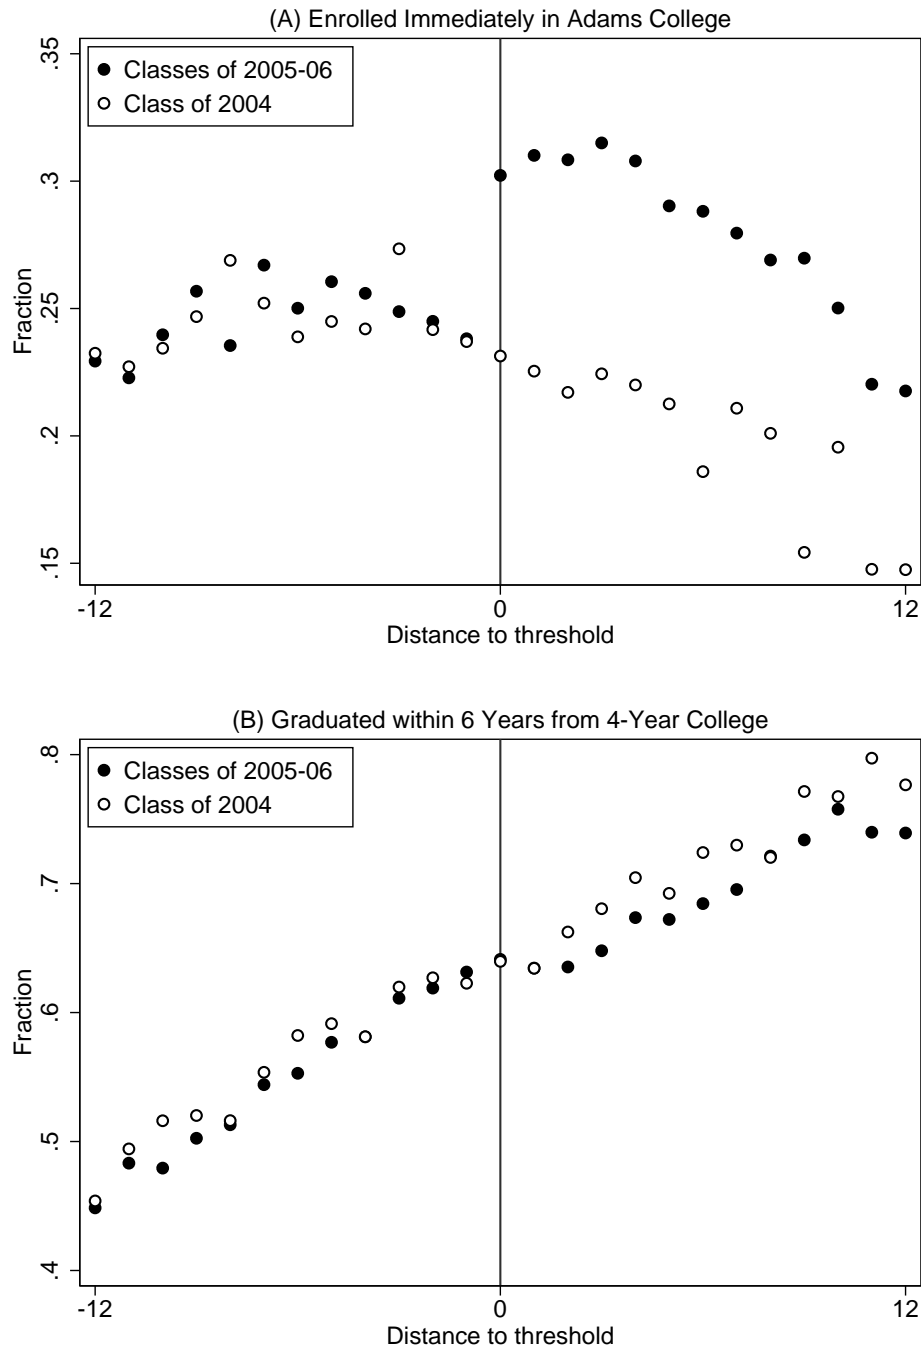 (A) Enrolled Immediately in Adams College
Classes of 2005-06
Class of 2004
.35
.3
.25
.2
.15
Fraction
-12 0 12
Distance to threshold
(B) Graduated within 6 Years from 4-Year College
Classes of 2005-06
Class of 2004
.8
.7
.6
.5
.4
Fraction
-12 0 12
Distance to threshold